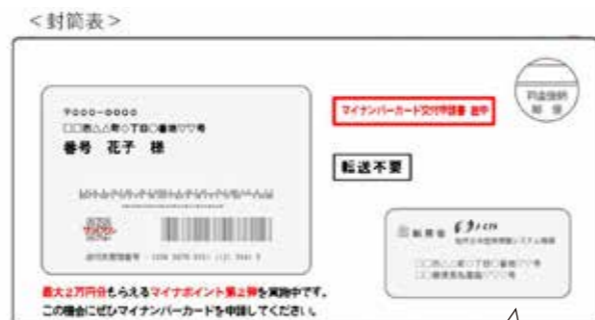 ＜封筒表＞
料金後納
郵便
マイナンバーカード交付申請書 在中
〒000-0000
□□市△△町◇丁目○番地▽▽号
番号 花子 様
転送不要
最大2万円分もらえるマイナポイント第2弾を実施中です。
この機会にぜひマイナンバーカードを申請してください。